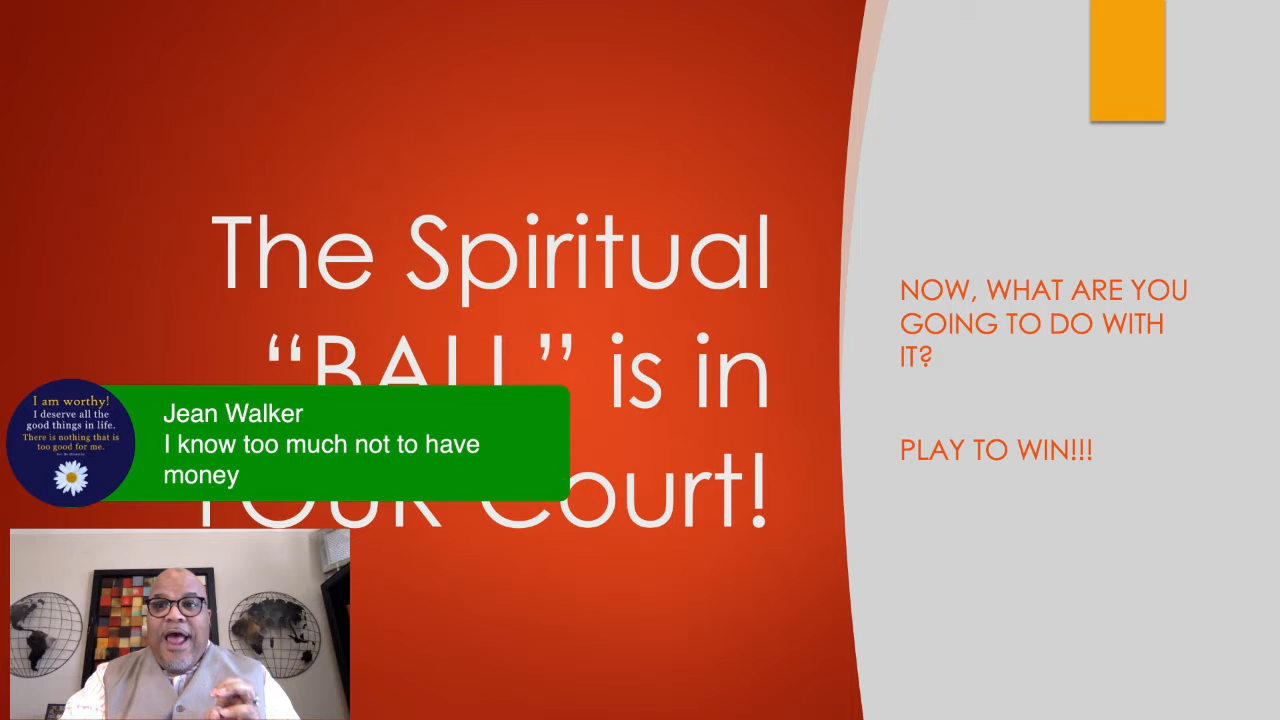 The Spiritual
“BALL” is in
YOUR Court!
NOW, WHAT ARE YOU
GOING TO DO WITH
IT?
PLAY TO WIN!!!
I am worthy!
I deserve all the
good things in life.
There is nothing that is
too good for me.
Jean Walker
I know too much not to have
money